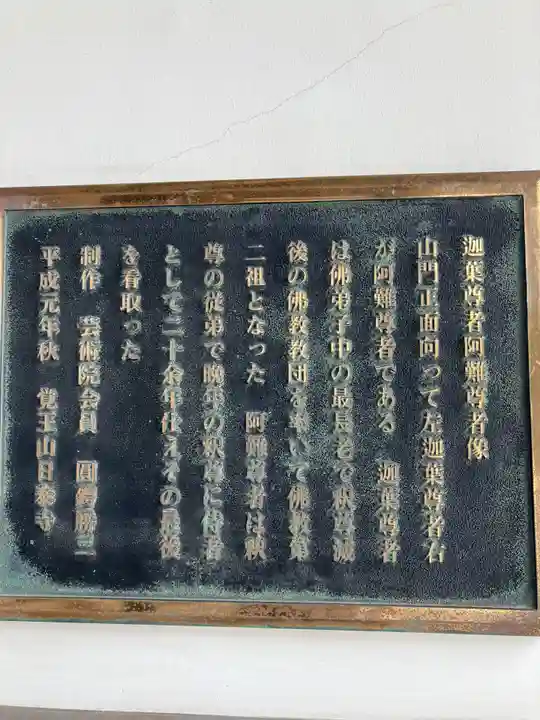 迦葉尊者阿難尊者像
山門正面向って左迦葉尊者右
が阿難尊者である　迦葉尊者
は佛弟子中の最長老で釈尊滅
後の佛教教団を率いて佛教第
二祖となった　阿難尊者は釈
尊の従弟で晩年の釈尊に侍者
として二十余年仕えその最後
を看取った
制作　芸術院会員　圓鍔勝三
平成元年秋　覚王山日泰寺